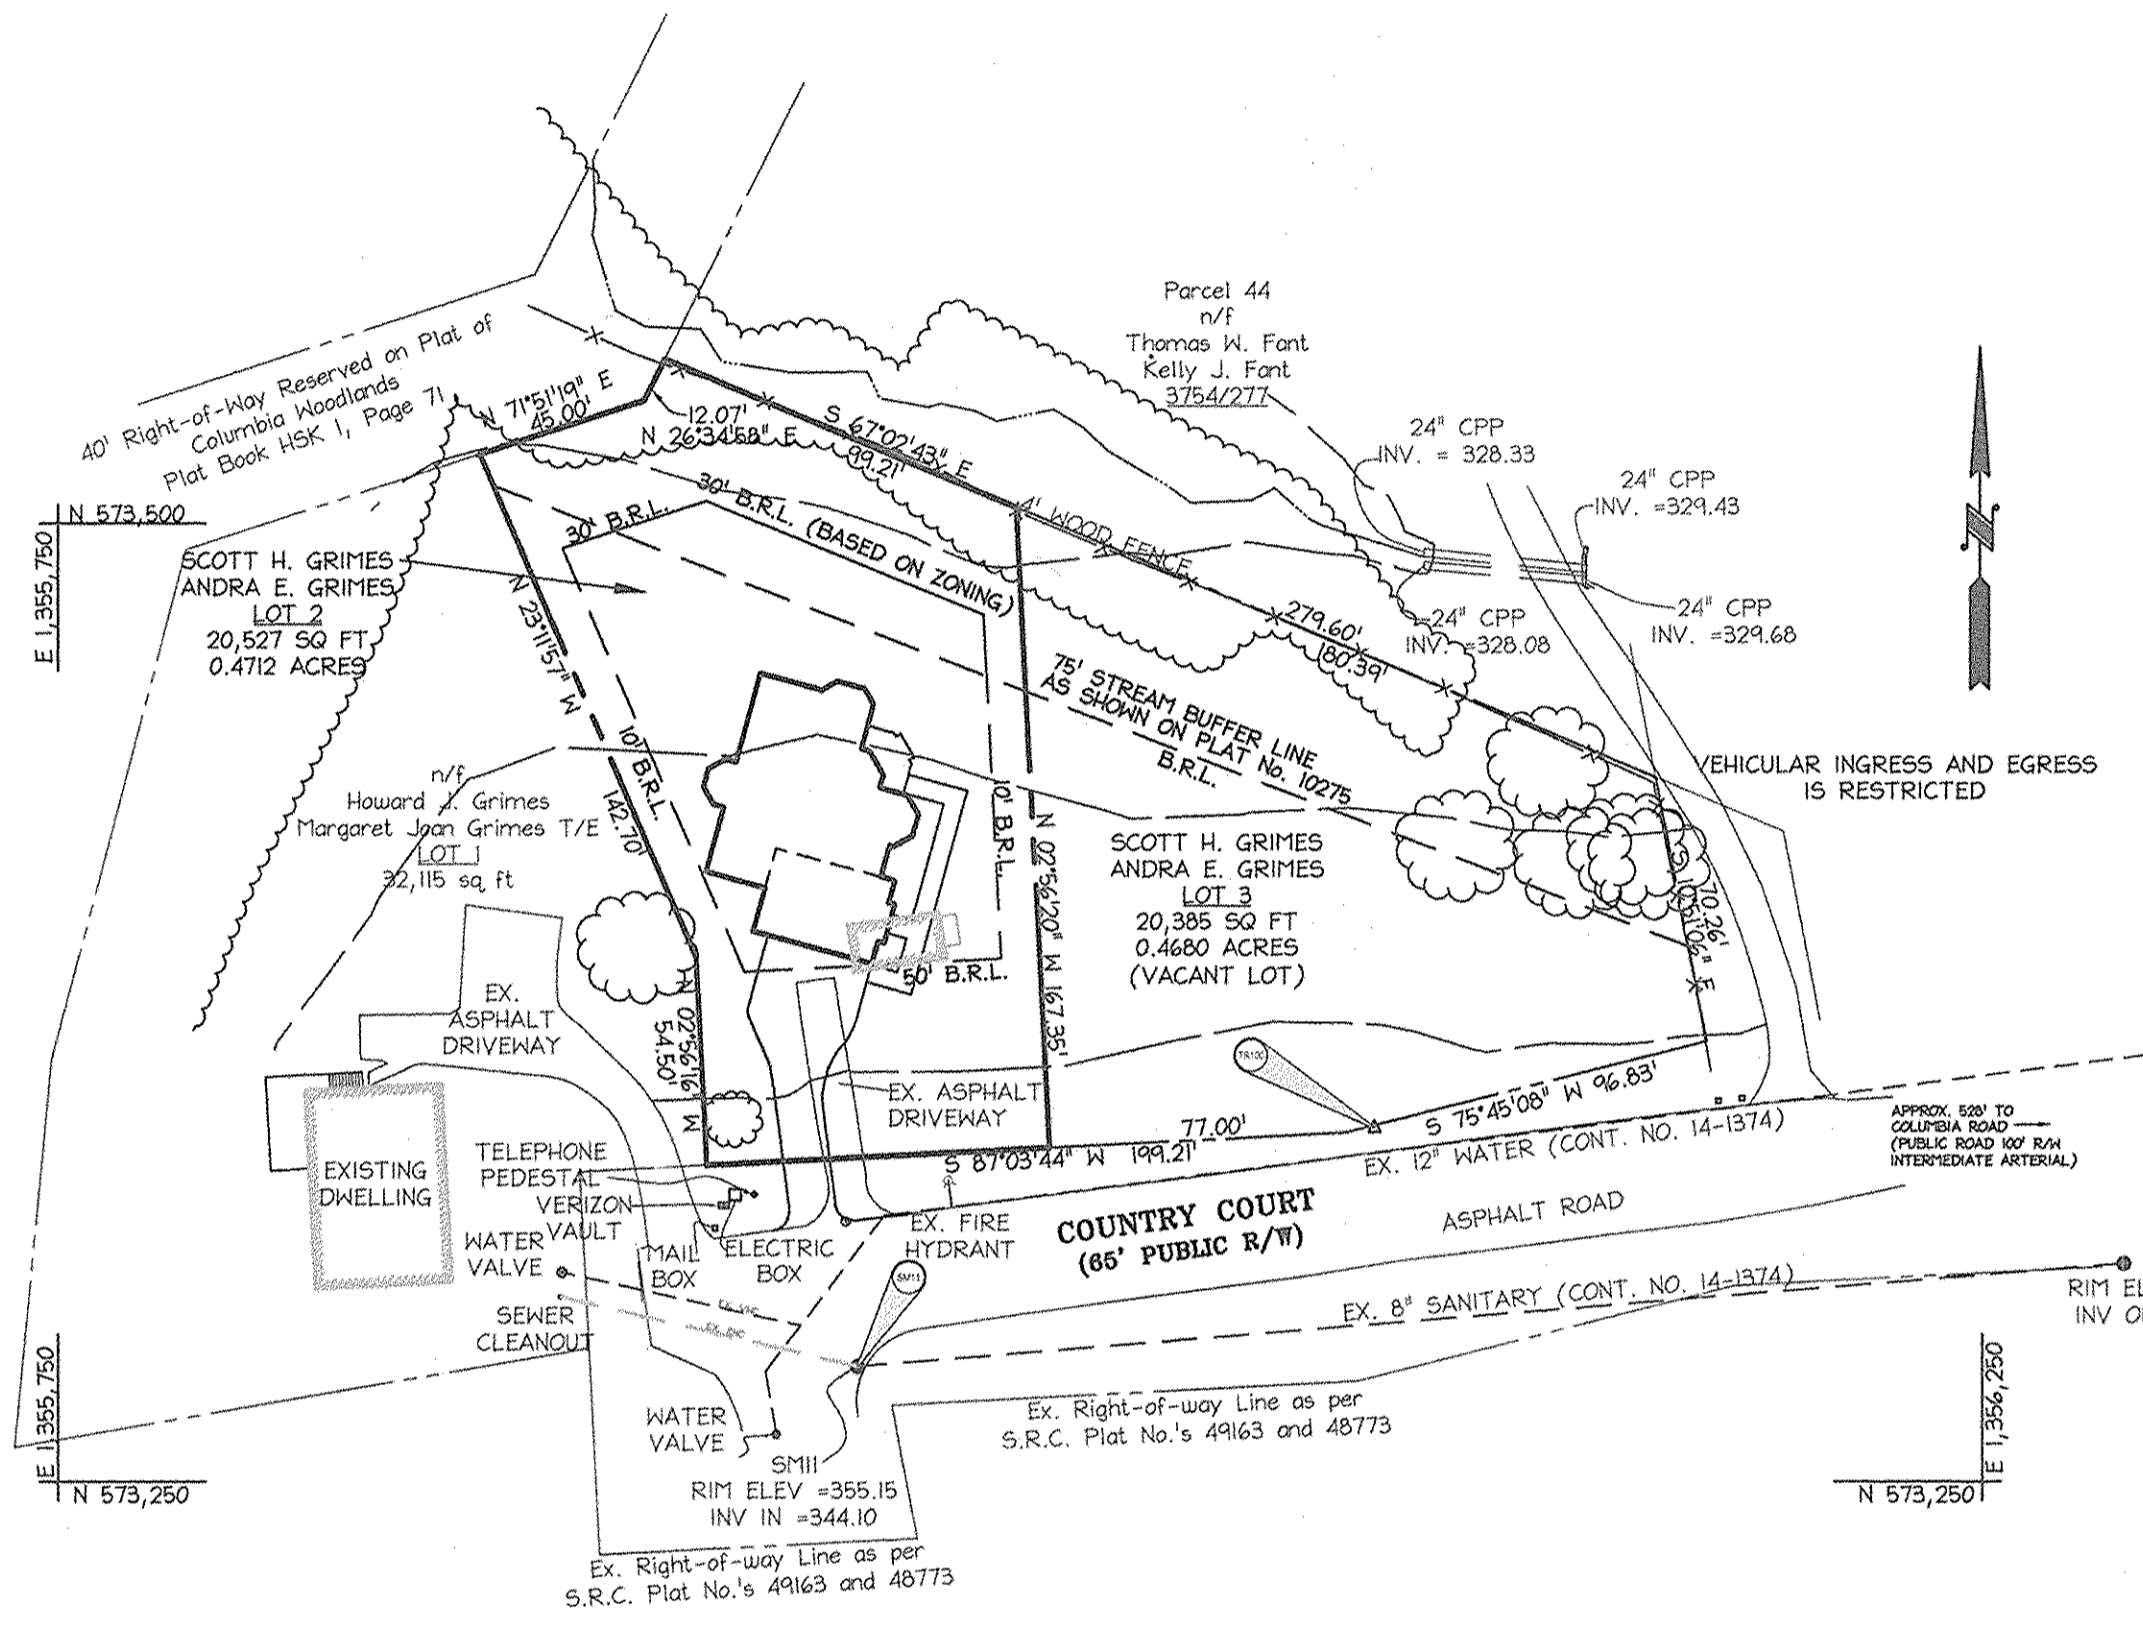 Parcel 44
n/f
Thomas W. Fant
Kelly J. Fant
3754/277
40' Right-of-Way Reserved on Plat of
Columbia Woodlands
Plat Book HSK 1, Page 71
N 71°51'19" E
45.00'
12.07'
N 26°34'58" E
S 67°02'43" E
99.21'
24" CPP
INV. = 328.33
24" CPP
INV. =329.43
30' B.R.L.
30' B.R.L. (BASED ON ZONING)
4' WOOD FENCE
N 573,500
E 1,355,750
SCOTT H. GRIMES
ANDRA E. GRIMES
LOT 2
20,527 SQ FT
0.4712 ACRES
N 23°11'57" W
142.70'
279.60'
180.39'
24" CPP
INV. =328.08
24" CPP
INV. =329.68
75' STREAM BUFFER LINE
AS SHOWN ON PLAT No. 10275
B.R.L.
10' B.R.L.
10' B.R.L.
VEHICULAR INGRESS AND EGRESS
IS RESTRICTED
n/f
Howard J. Grimes
Margaret Joan Grimes T/E
LOT 1
32,115 sq ft
SCOTT H. GRIMES
ANDRA E. GRIMES
LOT 3
20,385 SQ FT
0.4680 ACRES
(VACANT LOT)
N 02°56'20" W 167.35'
S 10°51'06" E
70.26'
50' B.R.L.
EX.
ASPHALT
DRIVEWAY
N 02°56'16" W
54.50'
TR100
EX. ASPHALT
DRIVEWAY
77.00'
S 75°45'08" W 96.83'
S 87°03'44" W 199.21'
EX. 12" WATER (CONT. NO. 14-1374)
APPROX. 528' TO
COLUMBIA ROAD
(PUBLIC ROAD 100' R/W
INTERMEDIATE ARTERIAL)
EXISTING
DWELLING
TELEPHONE
PEDESTAL
VERIZON
VAULT
WATER
VALVE
MAIL
BOX
ELECTRIC
BOX
EX. FIRE
HYDRANT
COUNTRY COURT
(65' PUBLIC R/W)
ASPHALT ROAD
SM11
SEWER
CLEANOUT
EX. 8" SANITARY (CONT. NO. 14-1374)
RIM EL
INV O
WATER
VALVE
SM11
RIM ELEV =355.15
INV IN =344.10
Ex. Right-of-way Line as per
S.R.C. Plat No.'s 49163 and 48773
E 1,355,750
N 573,250
E 1,356,250
N 573,250
Ex. Right-of-way Line as per
S.R.C. Plat No.'s 49163 and 48773